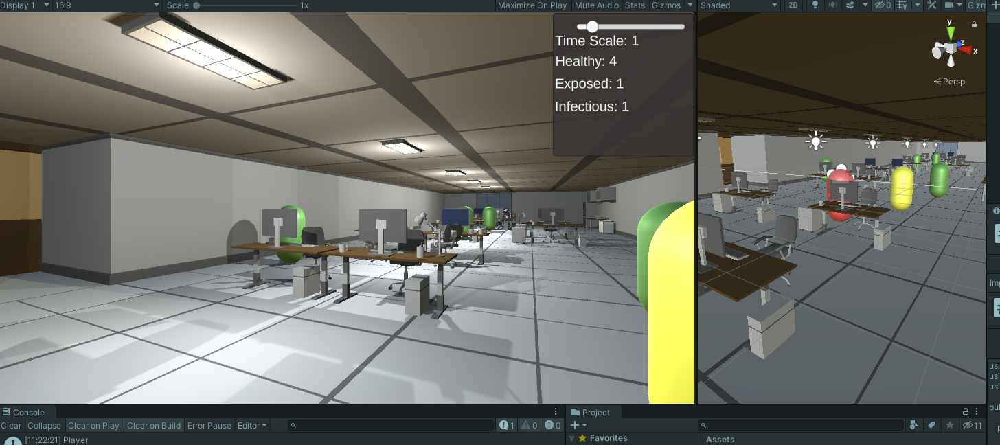 Display 1 16:9 Scale 1x Maximize On Play Mute Audio Stats Gizmos
Shaded 2D 0 Gizm
Time Scale: 1
Healthy: 4
Exposed: 1
Infectious: 1
y
z
x
< Persp
Imp
usi
usi
usi
pul
Console
Clear Collapse Clear on Play Clear on Build Error Pause Editor 1 0 0
[11:22:21] Player
Project
11
Favorites
Assets